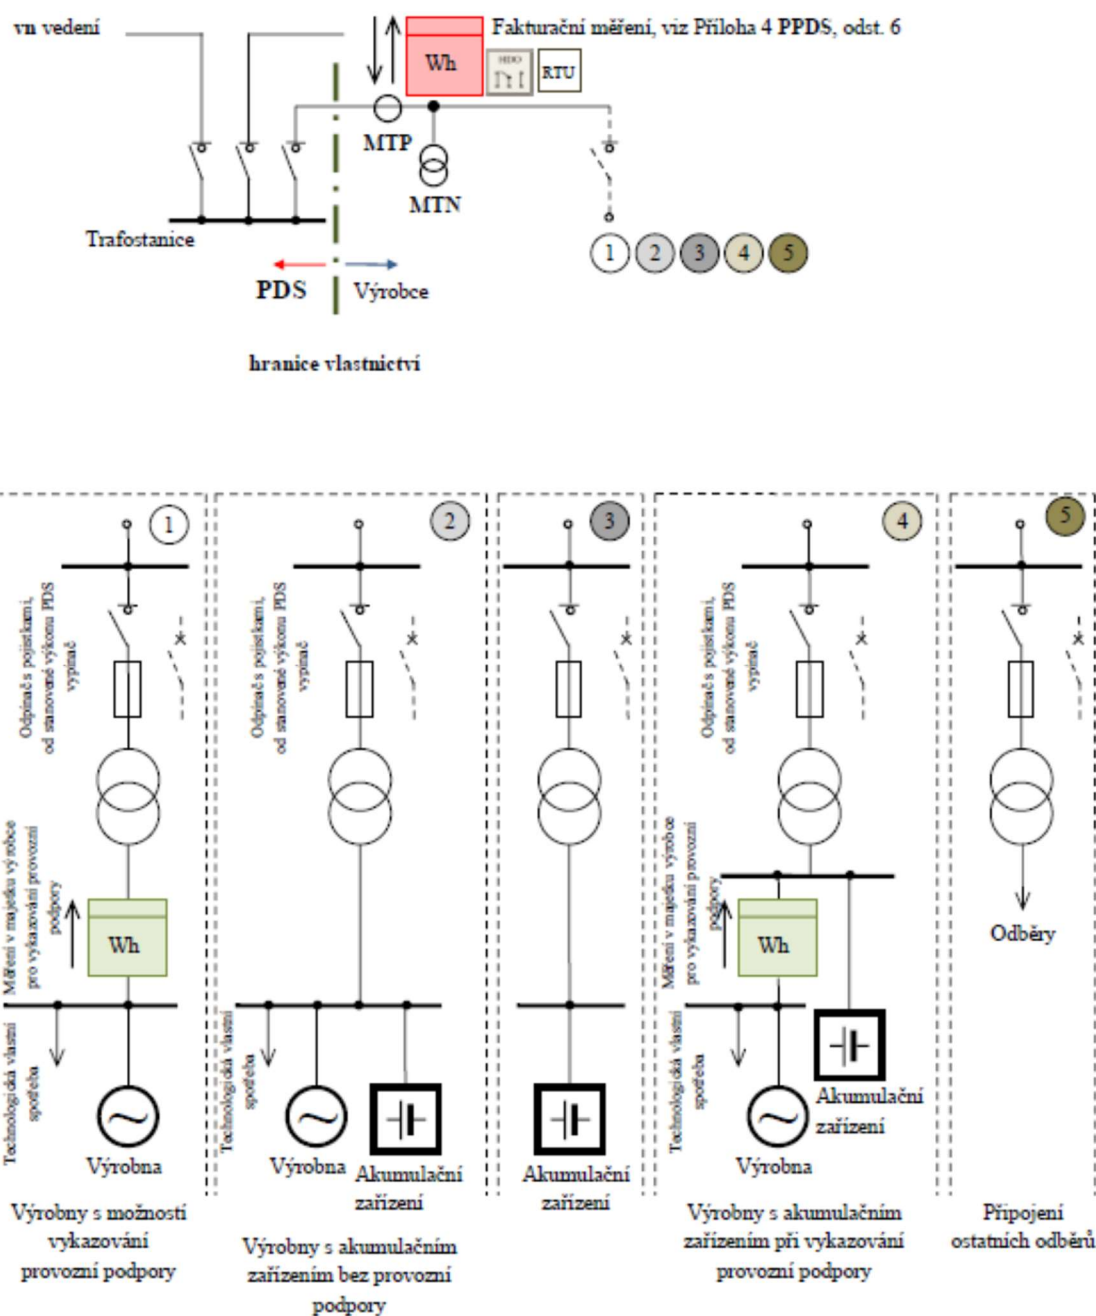 vn vedení
Fakturační měření, viz Příloha 4 PPDS, odst. 6
Wh
HDO
RTU
MTP
MTN
Trafostanice
1
2
3
4
5
PDS
Výrobce
hranice vlastnictví
1
Odpínač s pojistkami,
od stanovené výkonu PDS
vypínač
Měření v majetku výrobce
pro vykazování provozní
podpory
Wh
Technologická vlastní
spotřeba
Výrobna
Výrobny s možností
vykazování
provozní podpory
2
Odpínač s pojistkami,
od stanovené výkonu PDS
vypínač
Technologická vlastní
spotřeba
Výrobna
Akumulační
zařízení
Výrobny s akumulačním
zařízením bez provozní
podpory
3
Akumulační
zařízení
4
Odpínač s pojistkami,
od stanovené výkonu PDS
vypínač
Měření v majetku výrobce
pro vykazování provozní
podpory
Wh
Technologická vlastní
spotřeba
Výrobna
Akumulační
zařízení
Výrobny s akumulačním
zařízením při vykazování
provozní podpory
5
Odběry
Připojení
ostatních odběrů